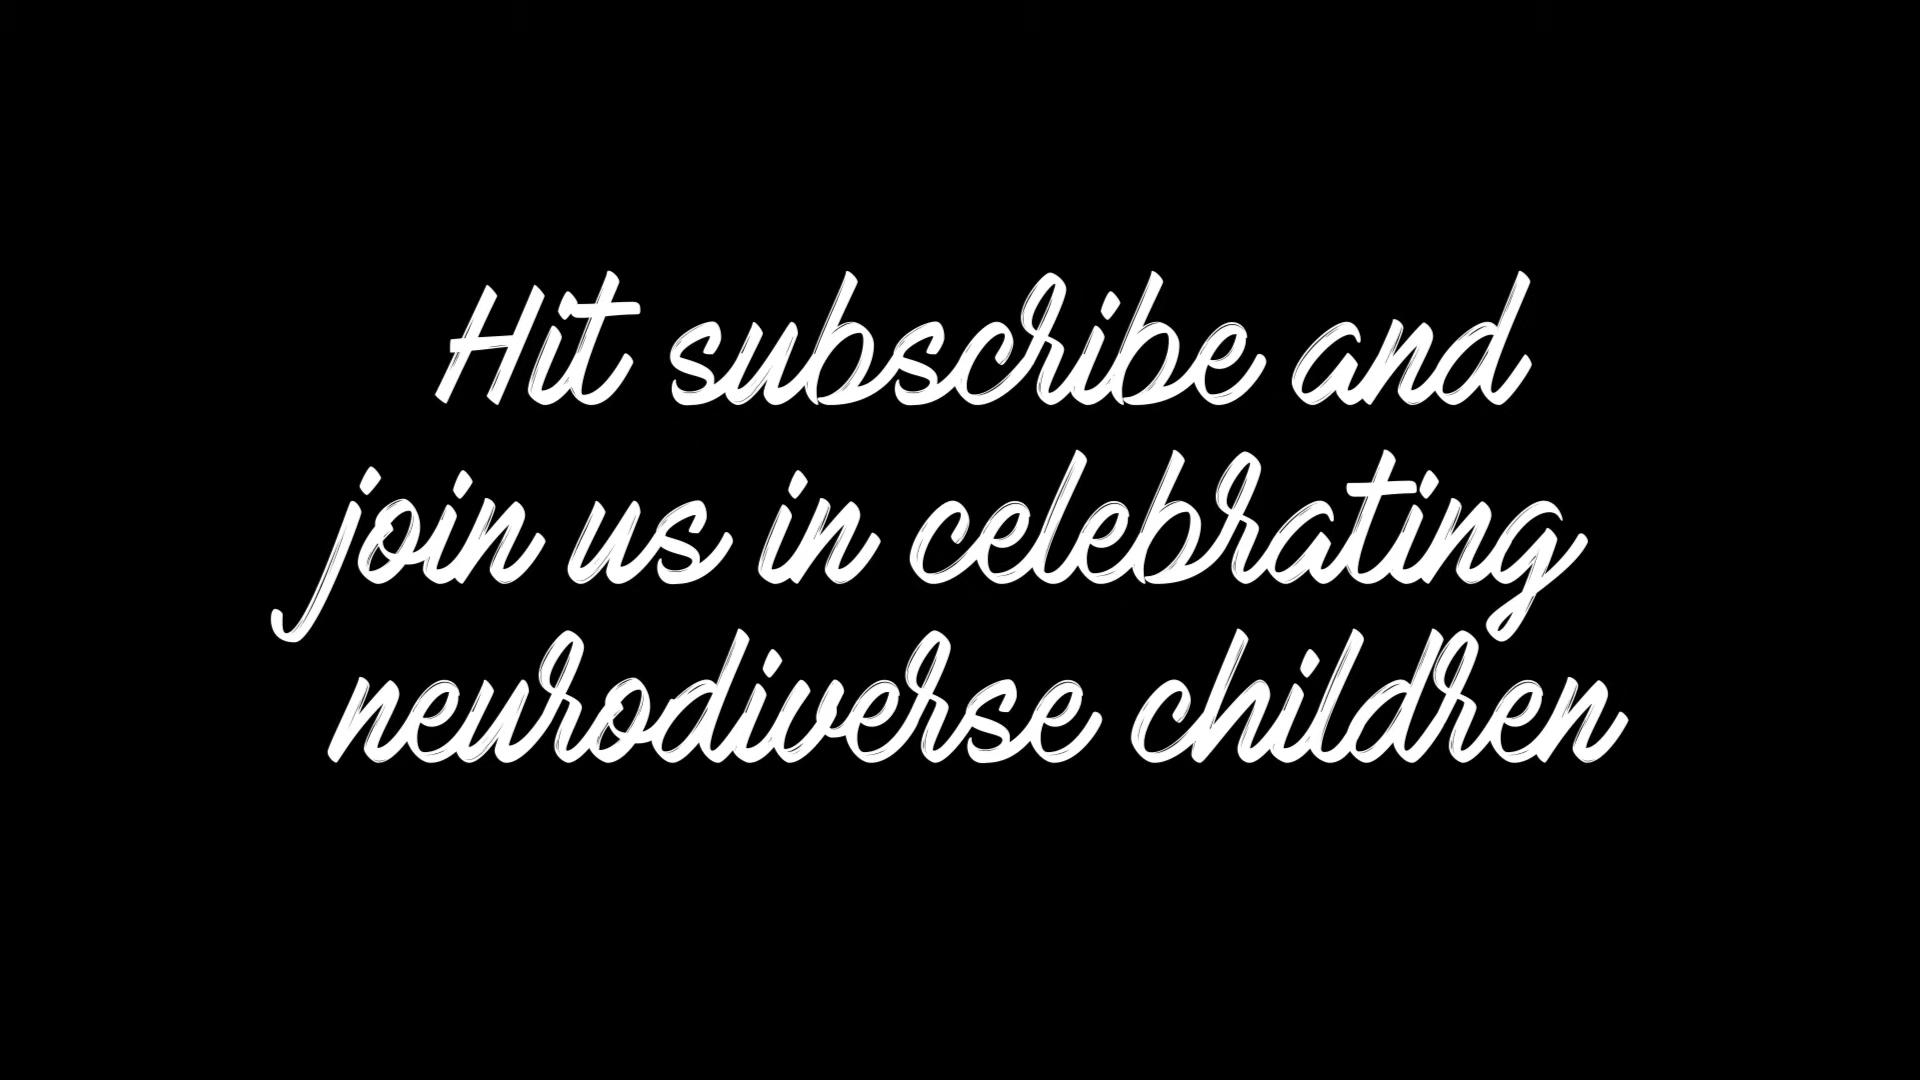 Hit subscribe and
join us in celebrating
neurodiverse children